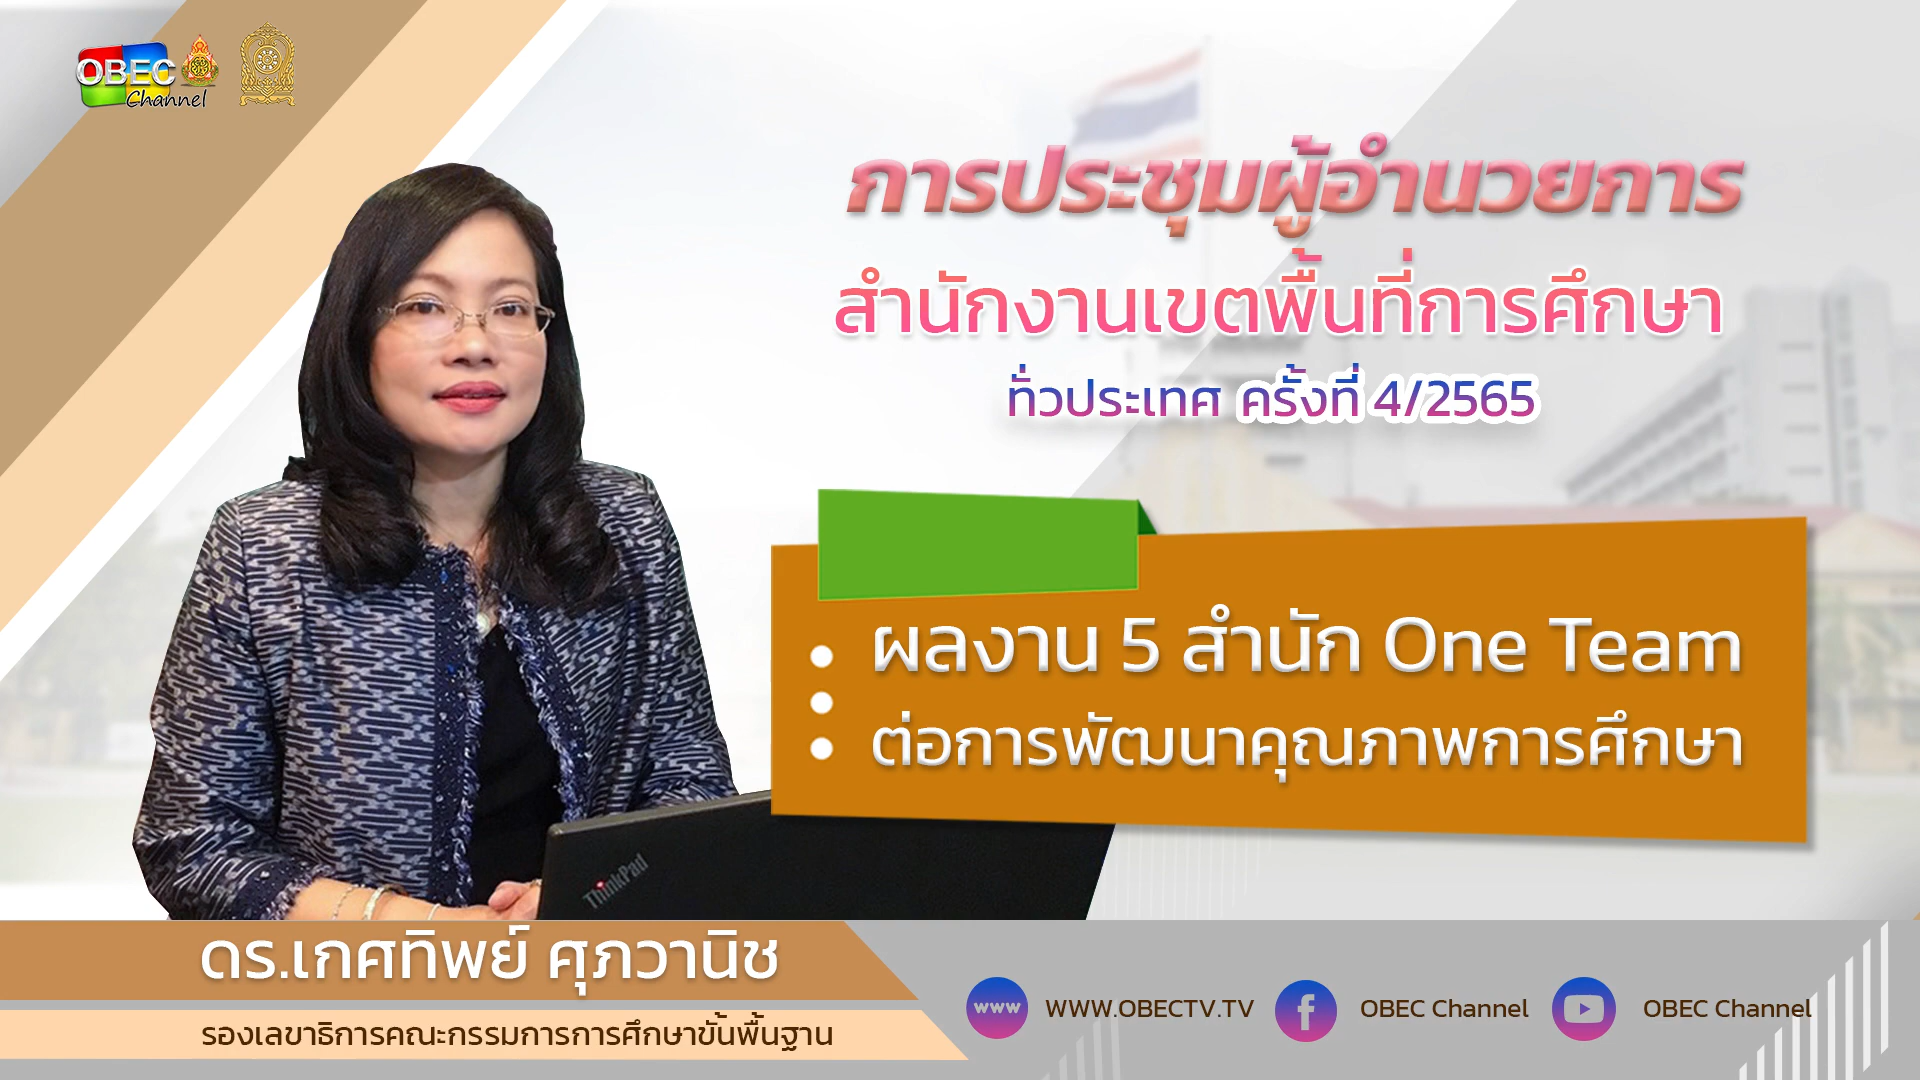 OBEC
Channel
การประชุมผู้อำนวยการ
สำนักงานเขตพื้นที่การศึกษา
ทั่วประเทศ ครั้งที่ 4/2565
ผลงาน 5 สำนัก One Team
ต่อการพัฒนาคุณภาพการศึกษา
ThinkPad
ดร.เกศทิพย์ ศุภวานิช
รองเลขาธิการคณะกรรมการการศึกษาขั้นพื้นฐาน
www WWW.OBECTV.TV OBEC Channel OBEC Channel